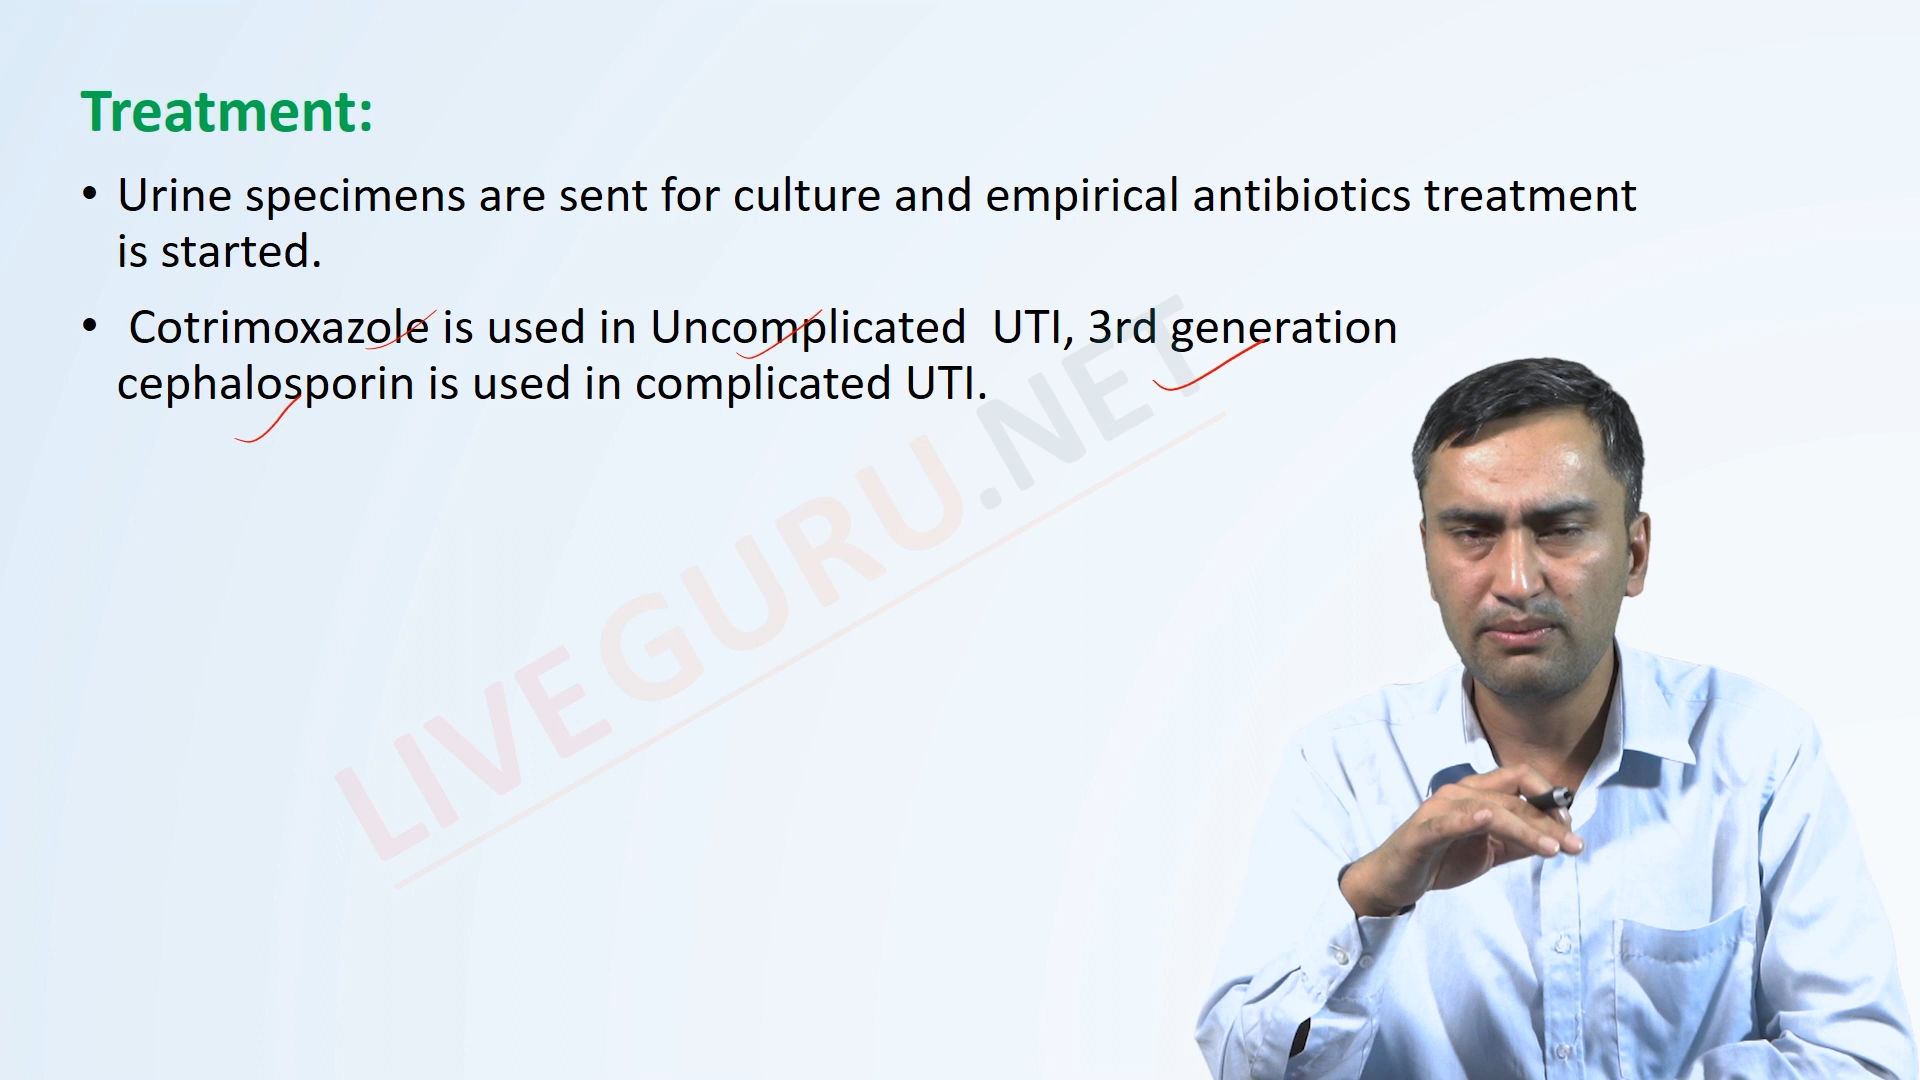 Treatment:
• Urine specimens are sent for culture and empirical antibiotics treatment
is started.
• Cotrimoxazole is used in Uncomplicated UTI, 3rd generation
cephalosporin is used in complicated UTI.
LIVEGURU.NET